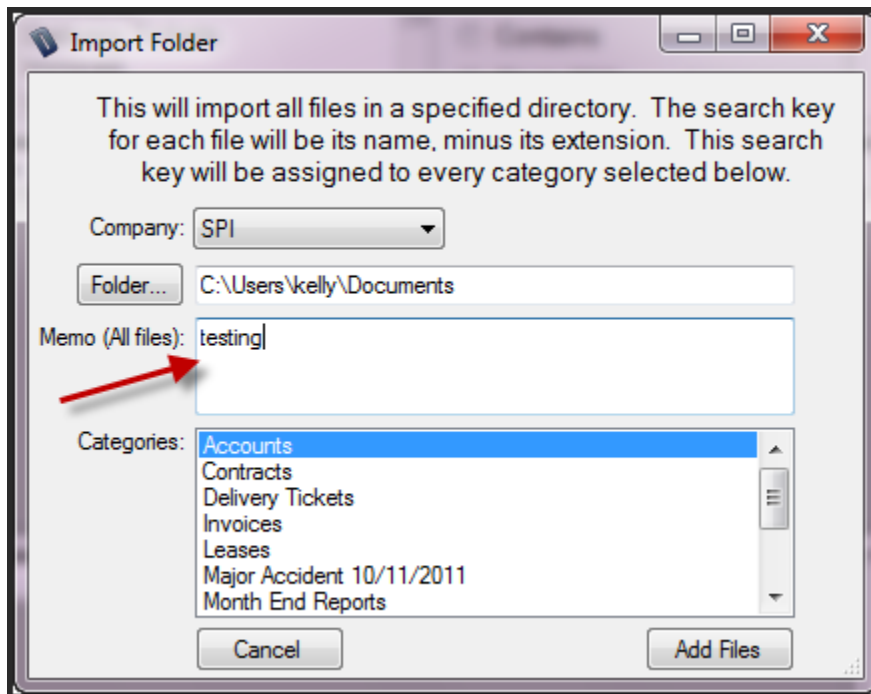 Import Folder
This will import all files in a specified directory.  The search key
for each file will be its name, minus its extension.  This search
key will be assigned to every category selected below.
Company: SPI
Folder... C:\Users\kelly\Documents
Memo (All files): testing
Categories: Accounts
Contracts
Delivery Tickets
Invoices
Leases
Major Accident 10/11/2011
Month End Reports
Cancel Add Files